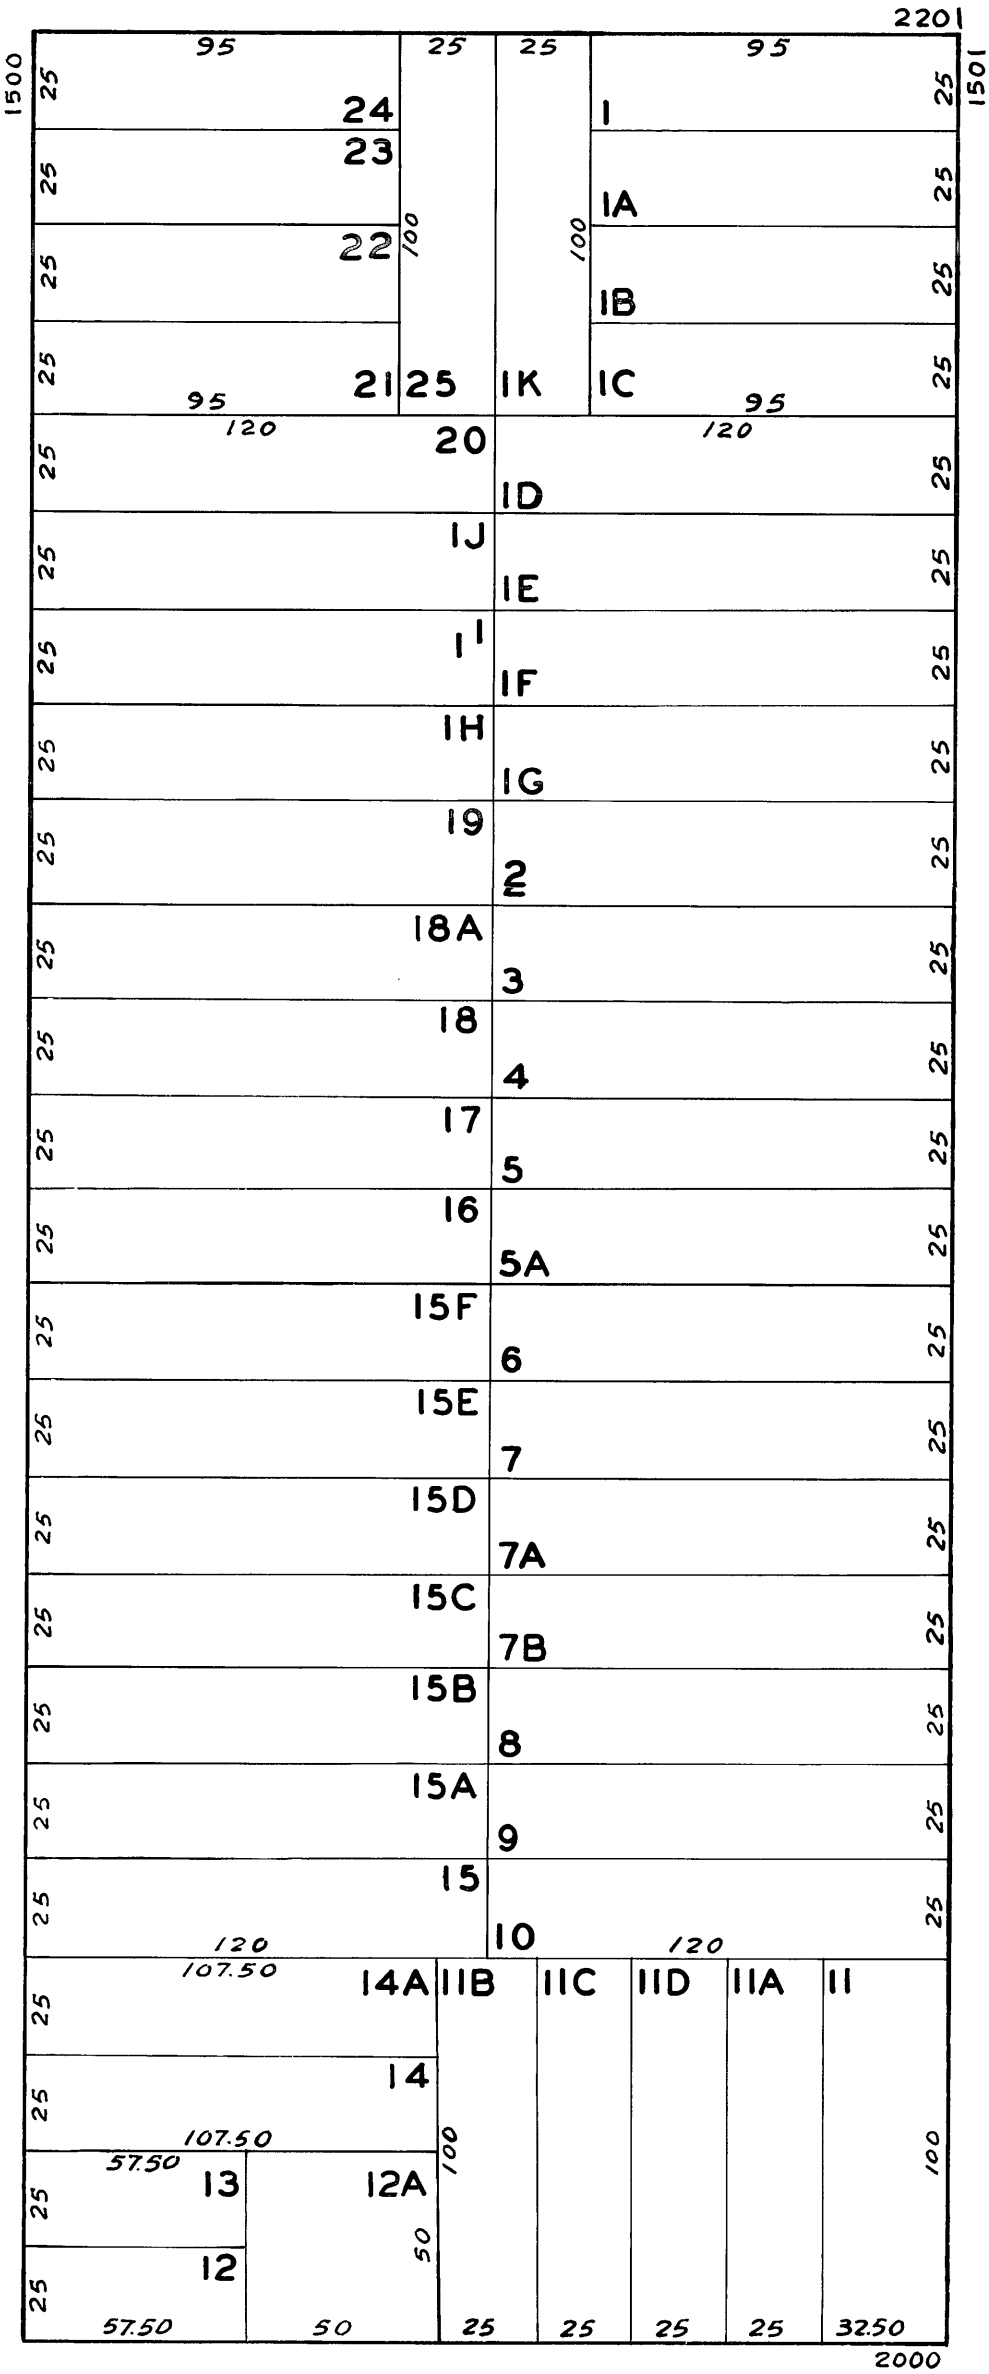 2201
1500 95 25 25 95 1501
25 24 1 25
25 23 1A 25
25 22 100 100 1B 25
25 21 25 1K 1C 25
95 95
120 20 120
25 1D 25
1J
25 1E 25
1I
25 1F 25
1H
25 1G 25
19
25 2 25
18A
25 3 25
18
25 4 25
17
25 5 25
16
25 5A 25
15F
25 6 25
15E
25 7 25
15D
25 7A 25
15C
25 7B 25
15B
25 8 25
15A
25 9 25
15
25 10 25
120 120
107.50
25 14A 11B 11C 11D 11A 11
14
25
107.50 100 100
57.50 13 12A
25
12 50
25
57.50 50 25 25 25 25 32.50
2000